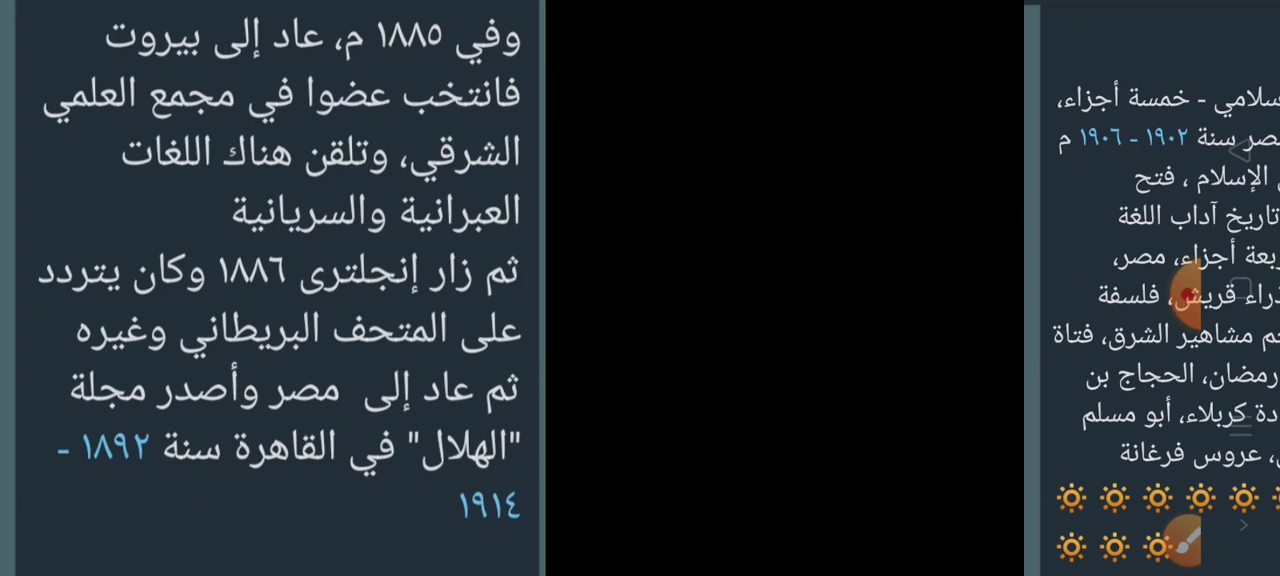 وفي ١٨٨٥ م، عاد إلى بيروت
فانتخب عضوا في مجمع العلمي
الشرقي، وتلقن هناك اللغات
العبرانية والسريانية
ثم زار إنجلترى ١٨٨٦ وكان يتردد
على المتحف البريطاني وغيره
ثم عاد إلى مصر وأصدر مجلة
"الهلال" في القاهرة سنة ١٨٩٢ -
١٩١٤
- خمسة أجزاء،
سنة ١٩٠٢ - ١٩٠٦ م
الإسلام ، فتح
تاريخ آداب اللغة
أجزاء، مصر،
قريش، فلسفة
مشاهير الشرق، فتاة
رمضان، الحجاج بن
كربلاء، أبو مسلم
عروس فرغانة